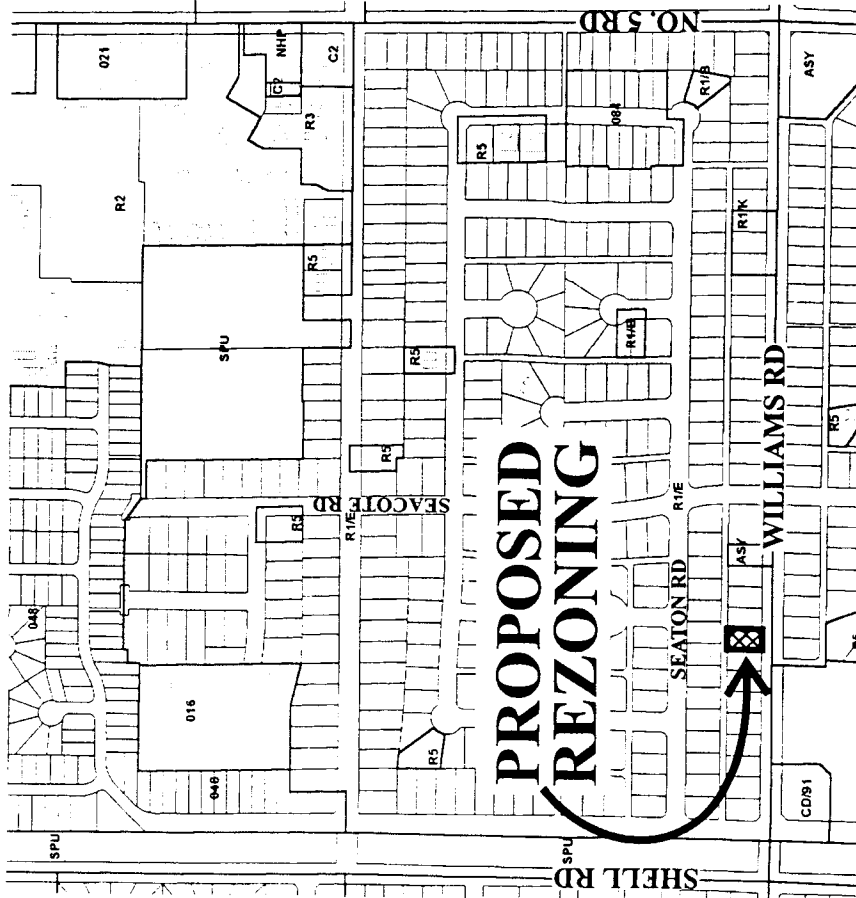 NO. 5 RD
021
NHP
C2
C2
ASY
R1/B
R3
084
R5
R2
R1/K
R5
SPU
R5
R1/B
WILLIAMS RD
R5
R5
SEACOTE RD
R5
R1/E
R1/E
ASY
PROPOSED
REZONING
SEATON RD
048
016
R5
048
CD/91
SPU
SPU
SHELL RD